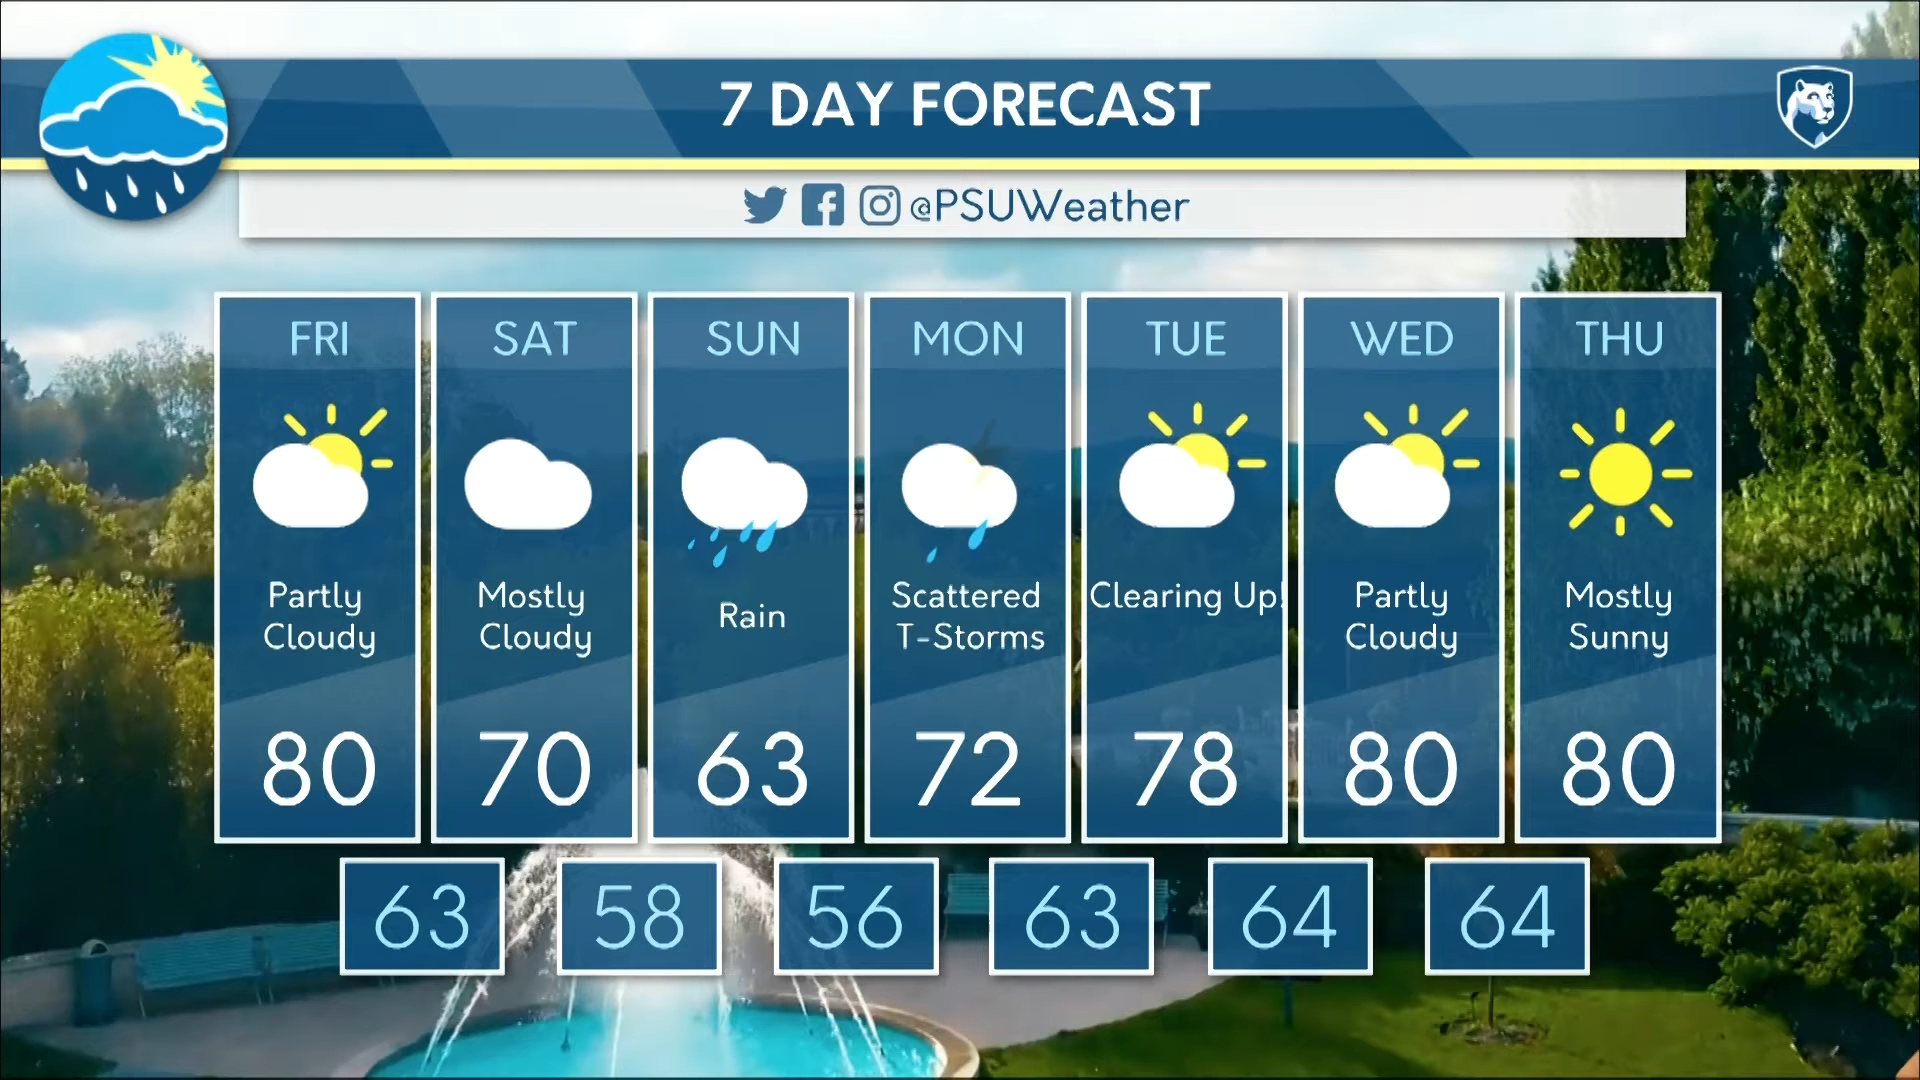 7 DAY FORECAST
@PSUWeather
FRI
SAT
SUN
MON
TUE
WED
THU
Partly
Cloudy
Mostly
Cloudy
Rain
Scattered
T-Storms
Clearing Up!
Partly
Cloudy
Mostly
Sunny
80
70
63
72
78
80
80
63
58
56
63
64
64